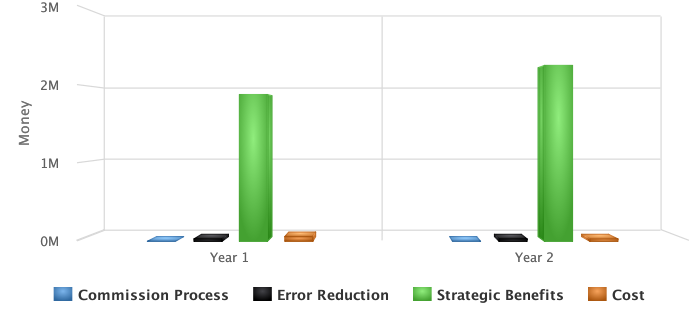 3M
2M
1M
0M
Money
Year 1
Year 2
Commission Process
Error Reduction
Strategic Benefits
Cost